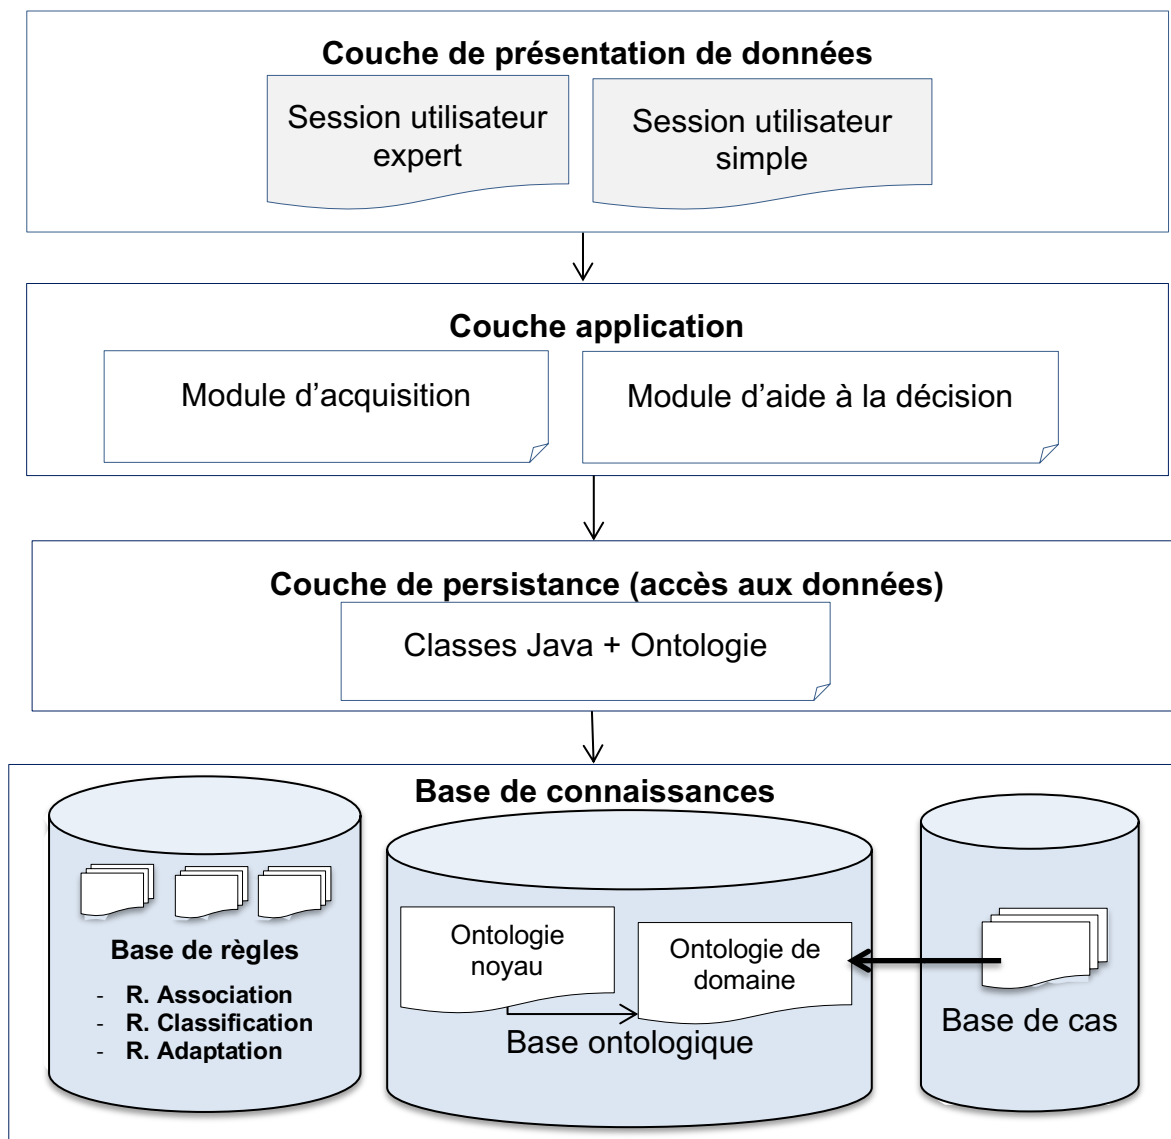 Couche de présentation de données
Session utilisateur
expert
Session utilisateur
simple
Couche application
Module d’acquisition
Module d’aide à la décision
Couche de persistance (accès aux données)
Classes Java + Ontologie
Base de connaissances
Base de règles
- R. Association
- R. Classification
- R. Adaptation
Ontologie
noyau
Ontologie de
domaine
Base ontologique
Base de cas